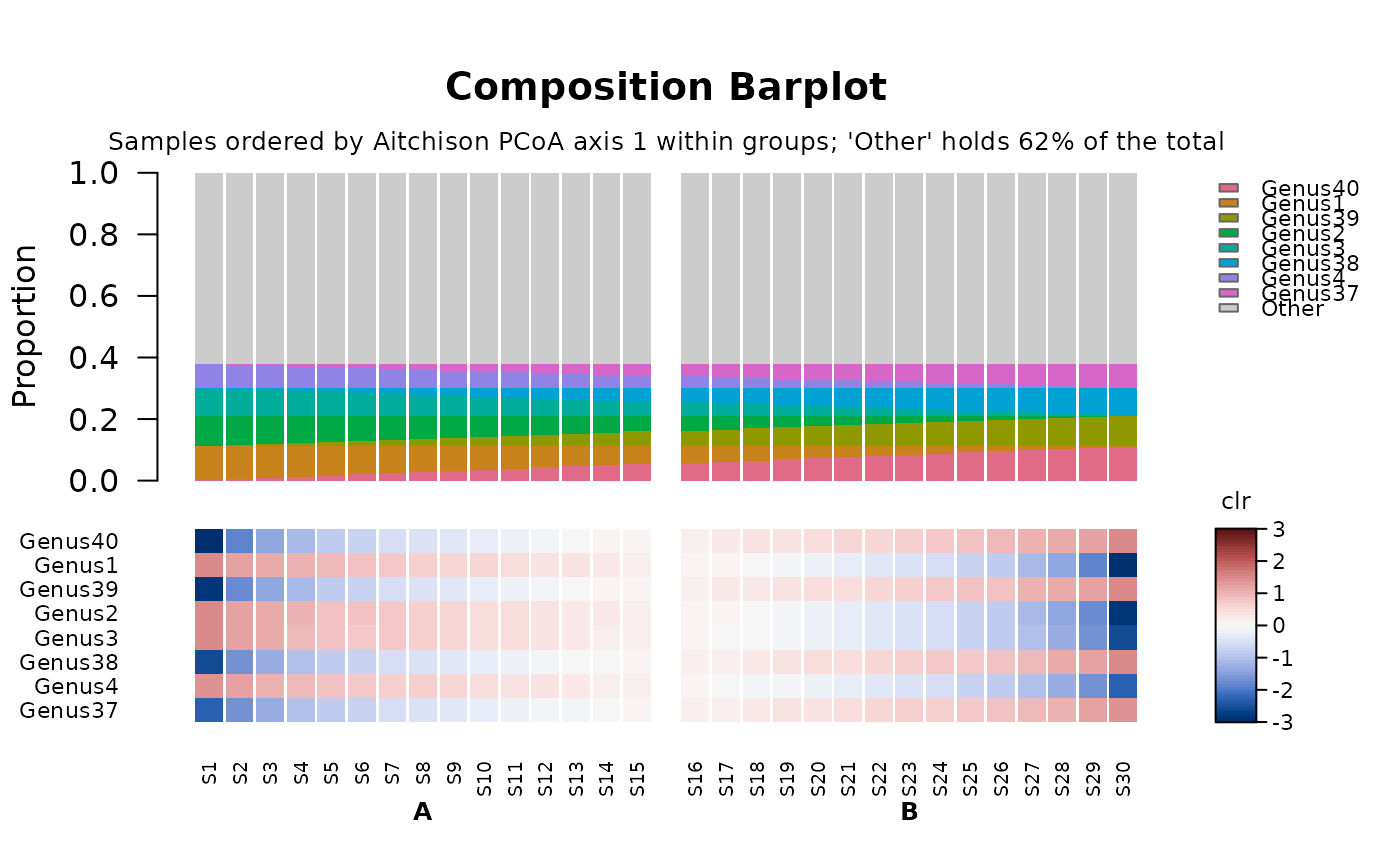 Composition Barplot
Samples ordered by Aitchison PCoA axis 1 within groups; 'Other' holds 62% of the total
Proportion
1.0
0.8
0.6
0.4
0.2
0.0
Genus40
Genus1
Genus39
Genus2
Genus3
Genus38
Genus4
Genus37
Other
Genus40
Genus1
Genus39
Genus2
Genus3
Genus38
Genus4
Genus37
clr
3
2
1
0
-1
-2
-3
S1 S2 S3 S4 S5 S6 S7 S8 S9 S10 S11 S12 S13 S14 S15 S16 S17 S18 S19 S20 S21 S22 S23 S24 S25 S26 S27 S28 S29 S30
A B